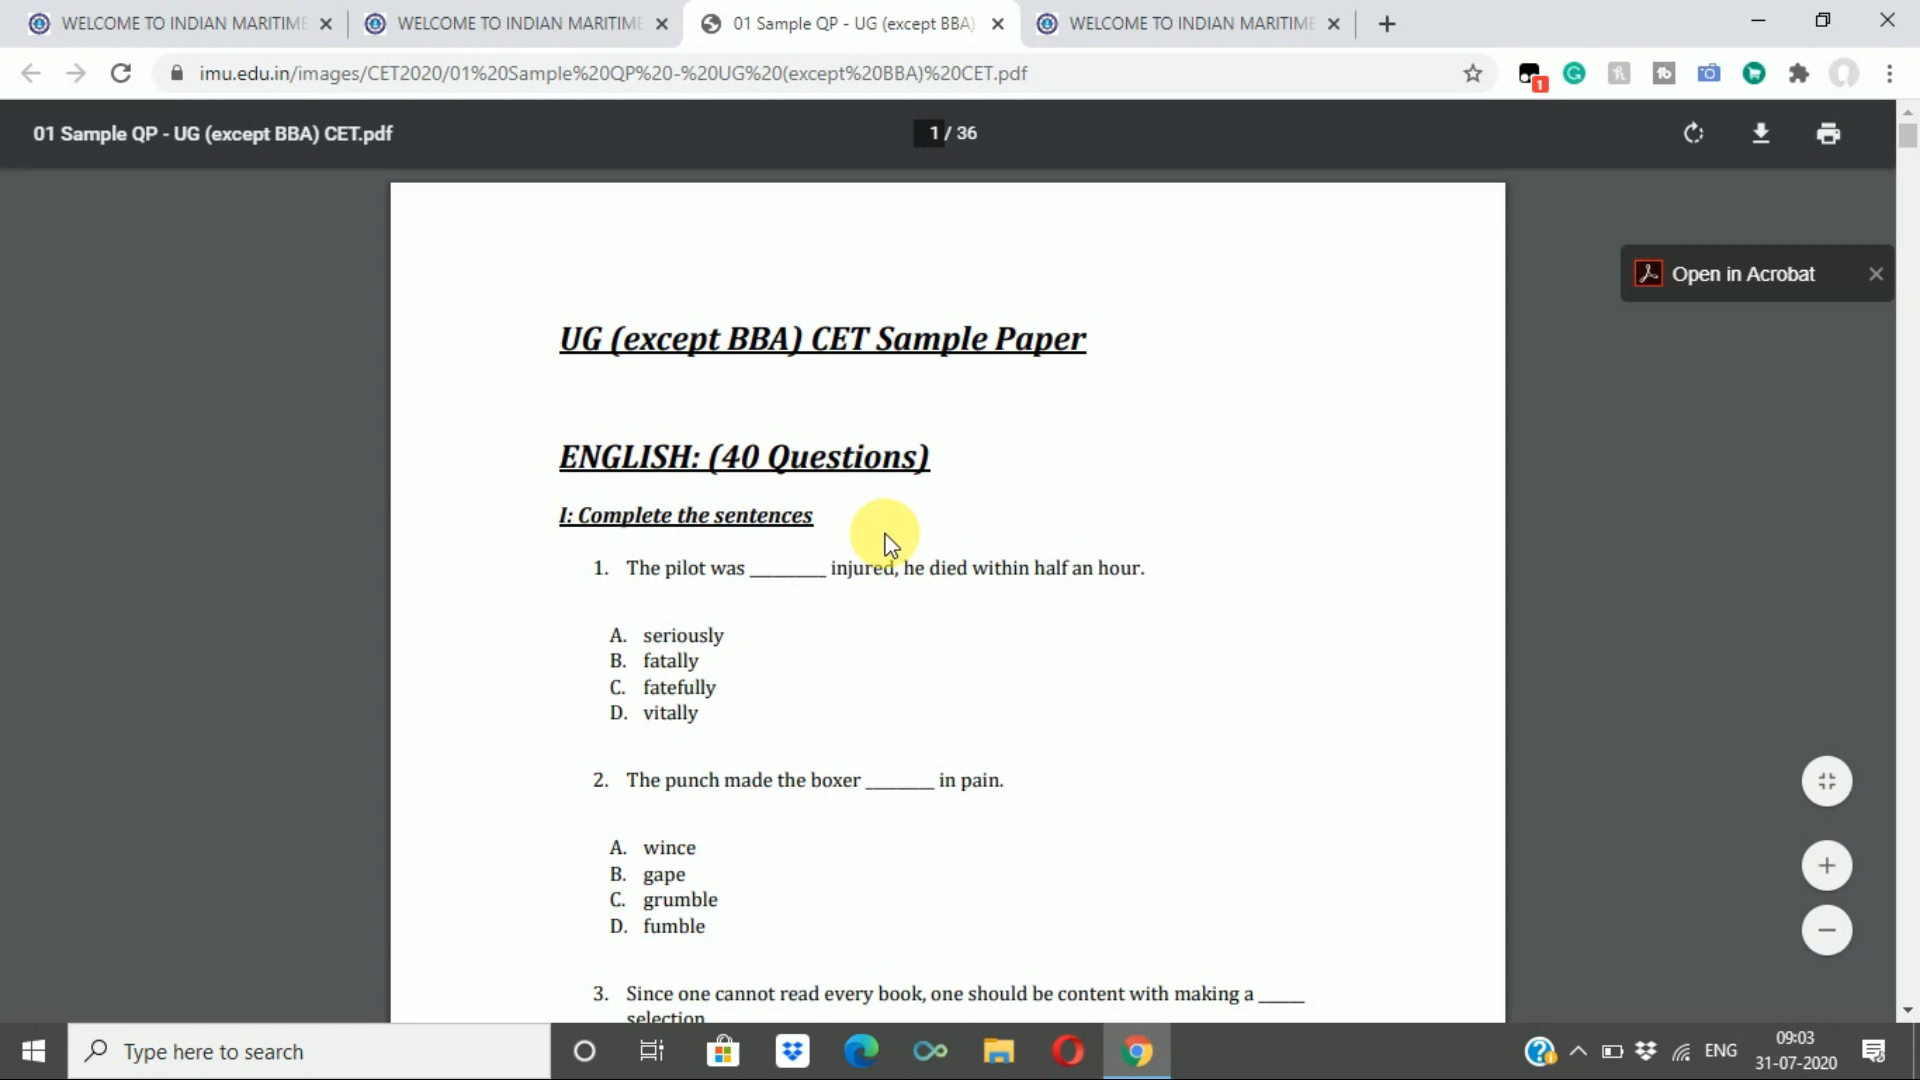 WELCOME TO INDIAN MARITIME
WELCOME TO INDIAN MARITIME
01 Sample QP - UG (except BBA)
WELCOME TO INDIAN MARITIME
imu.edu.in/images/CET2020/01%20Sample%20QP%20-%20UG%20(except%20BBA)%20CET.pdf
1
01 Sample QP - UG (except BBA) CET.pdf
1 / 36
Open in Acrobat
UG (except BBA) CET Sample Paper
ENGLISH: (40 Questions)
I: Complete the sentences
1. The pilot was _________ injured, he died within half an hour.
A. seriously
B. fatally
C. fatefully
D. vitally
2. The punch made the boxer ________ in pain.
A. wince
B. gape
C. grumble
D. fumble
3. Since one cannot read every book, one should be content with making a _____
selection
Type here to search
ENG
09:03
31-07-2020